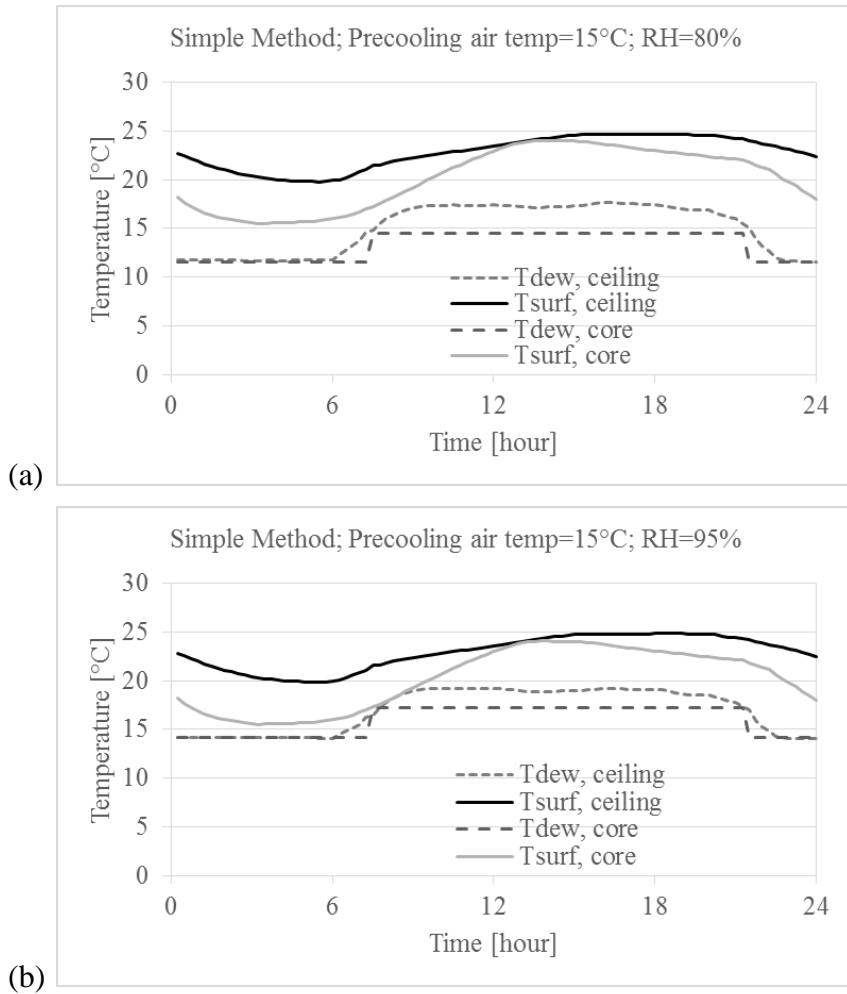 Simple Method; Precooling air temp=15°C; RH=80%
30
25
20
15
10
5
0
Temperature [°C]
Tdew, ceiling
Tsurf, ceiling
Tdew, core
Tsurf, core
0 6 12 18 24
Time [hour]
(a)
Simple Method; Precooling air temp=15°C; RH=95%
30
25
20
15
10
5
0
Temperature [°C]
Tdew, ceiling
Tsurf, ceiling
Tdew, core
Tsurf, core
0 6 12 18 24
Time [hour]
(b)